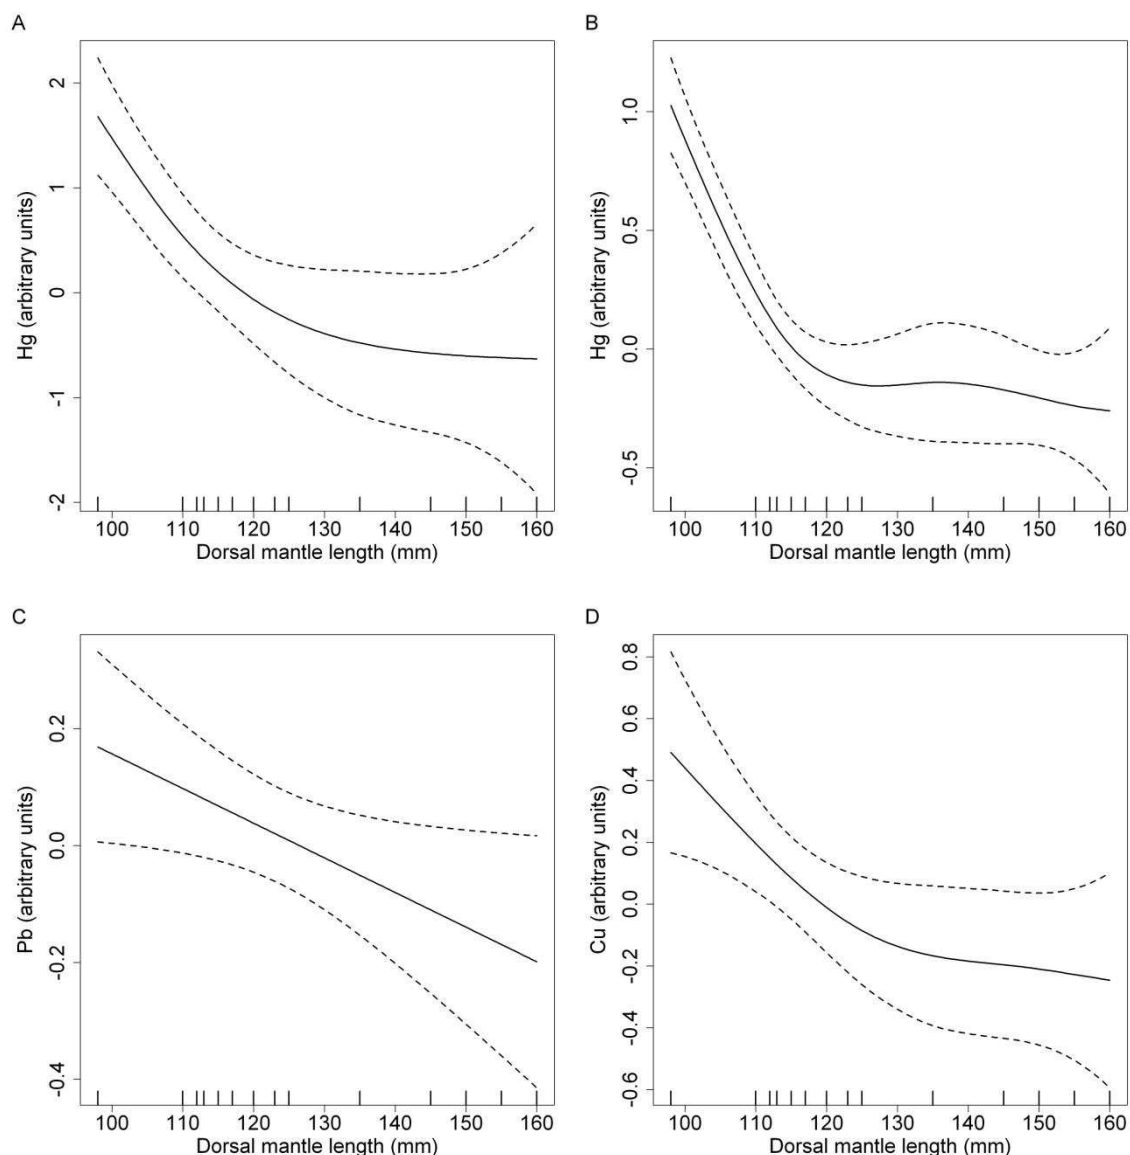 A
B
2
1
0
-1
-2
Hg (arbitrary units)
100 110 120 130 140 150 160
Dorsal mantle length (mm)
1.0
0.5
0.0
-0.5
Hg (arbitrary units)
100 110 120 130 140 150 160
Dorsal mantle length (mm)
C
D
0.2
0.0
-0.2
-0.4
Pb (arbitrary units)
100 110 120 130 140 150 160
Dorsal mantle length (mm)
0.8
0.6
0.4
0.2
0.0
-0.2
-0.4
-0.6
Cu (arbitrary units)
100 110 120 130 140 150 160
Dorsal mantle length (mm)